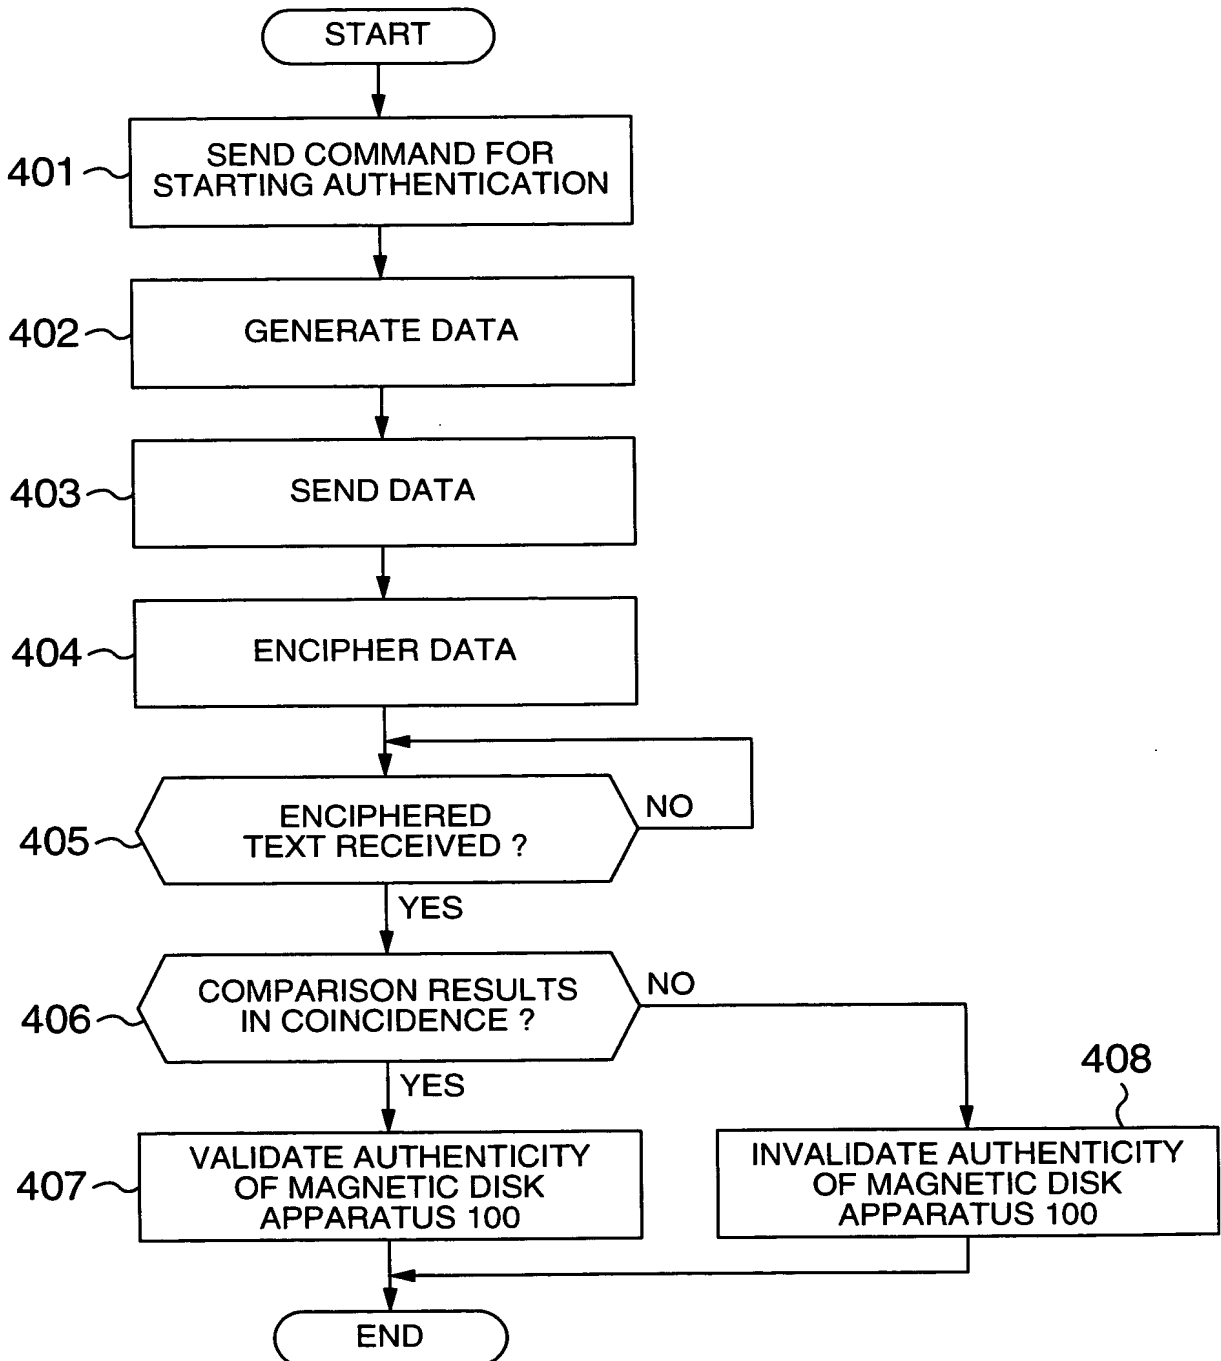 START
401
SEND COMMAND FOR
STARTING AUTHENTICATION
402
GENERATE DATA
403
SEND DATA
404
ENCIPHER DATA
405
ENCIPHERED
TEXT RECEIVED ?
NO
YES
406
COMPARISON RESULTS
IN COINCIDENCE ?
NO
YES
407
VALIDATE AUTHENTICITY
OF MAGNETIC DISK
APPARATUS 100
408
INVALIDATE AUTHENTICITY
OF MAGNETIC DISK
APPARATUS 100
END